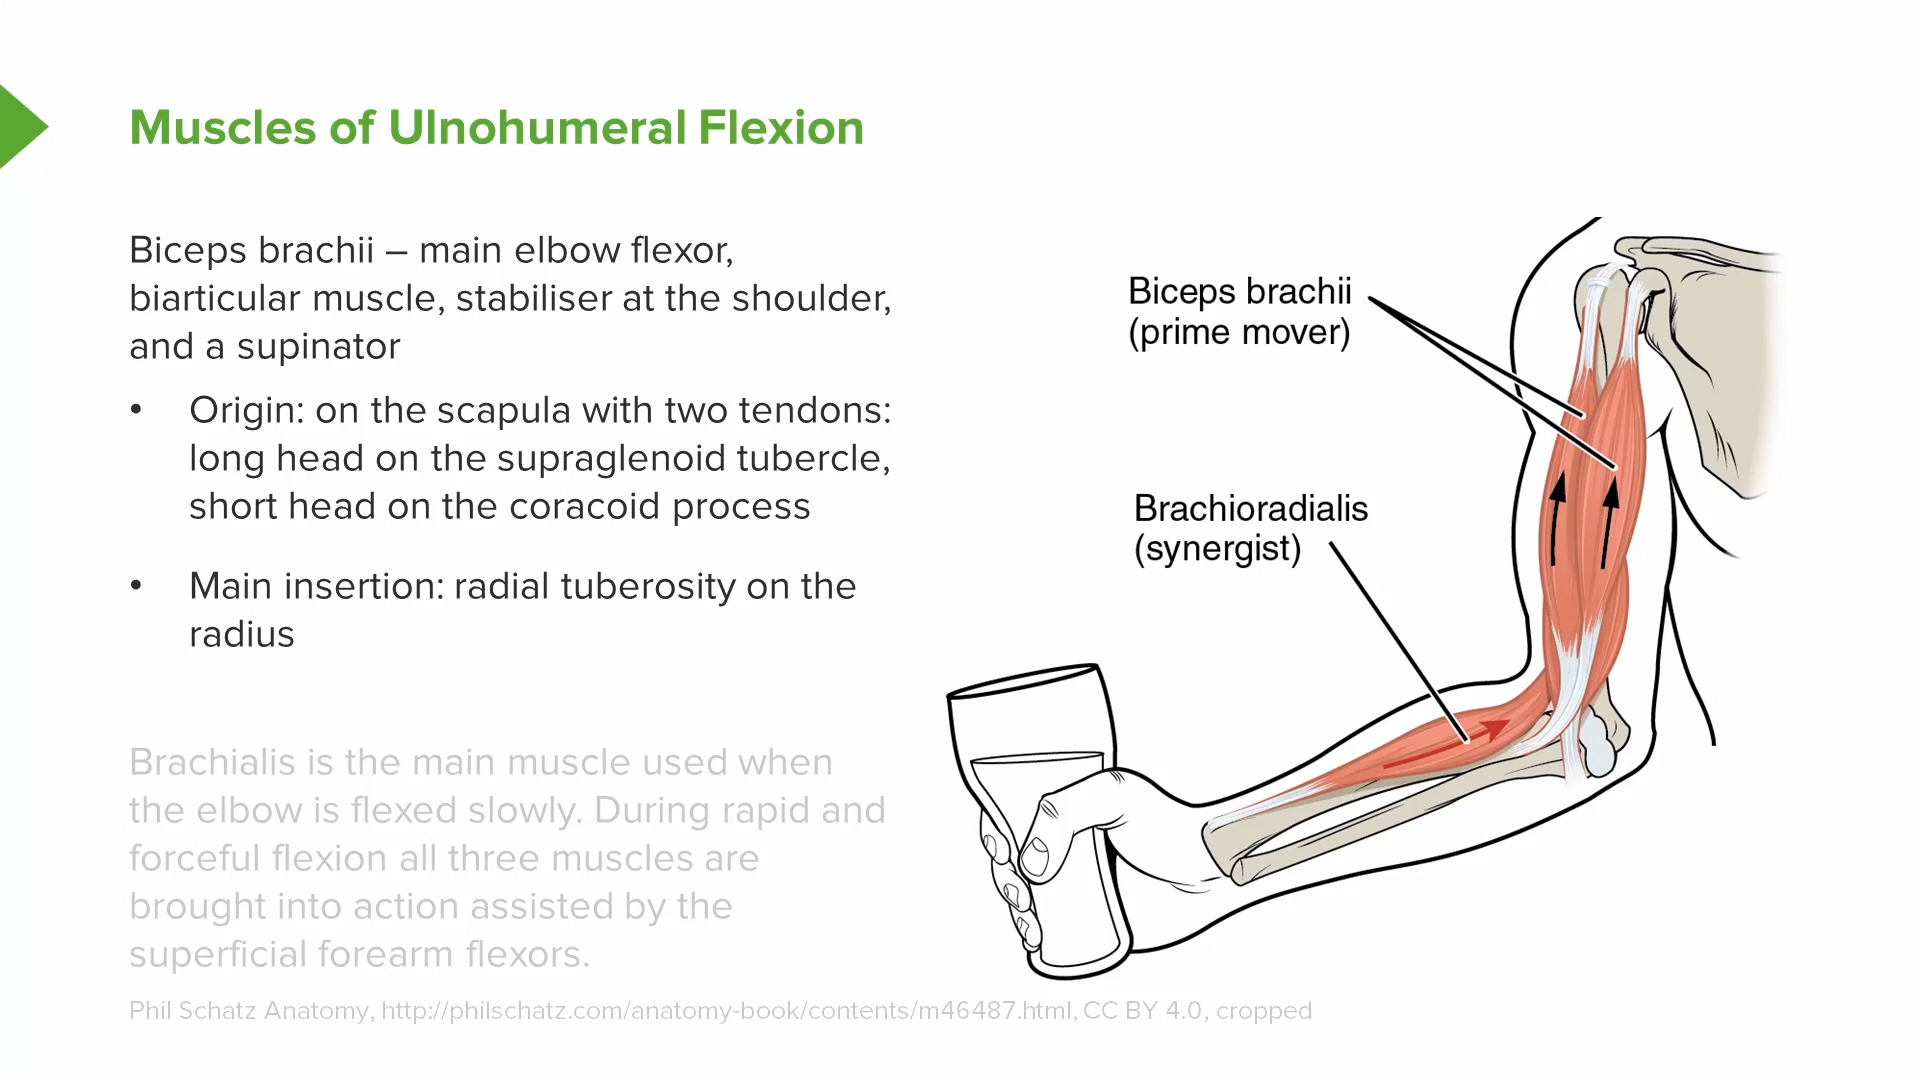 Muscles of Ulnohumeral Flexion
Biceps brachii – main elbow flexor,
biarticular muscle, stabiliser at the shoulder,
and a supinator
• Origin: on the scapula with two tendons:
long head on the supraglenoid tubercle,
short head on the coracoid process
• Main insertion: radial tuberosity on the
radius
Brachialis is the main muscle used when
the elbow is flexed slowly. During rapid and
forceful flexion all three muscles are
brought into action assisted by the
superficial forearm flexors.
Biceps brachii
(prime mover)
Brachioradialis
(synergist)
Phil Schatz Anatomy, http://philschatz.com/anatomy-book/contents/m46487.html, CC BY 4.0, cropped